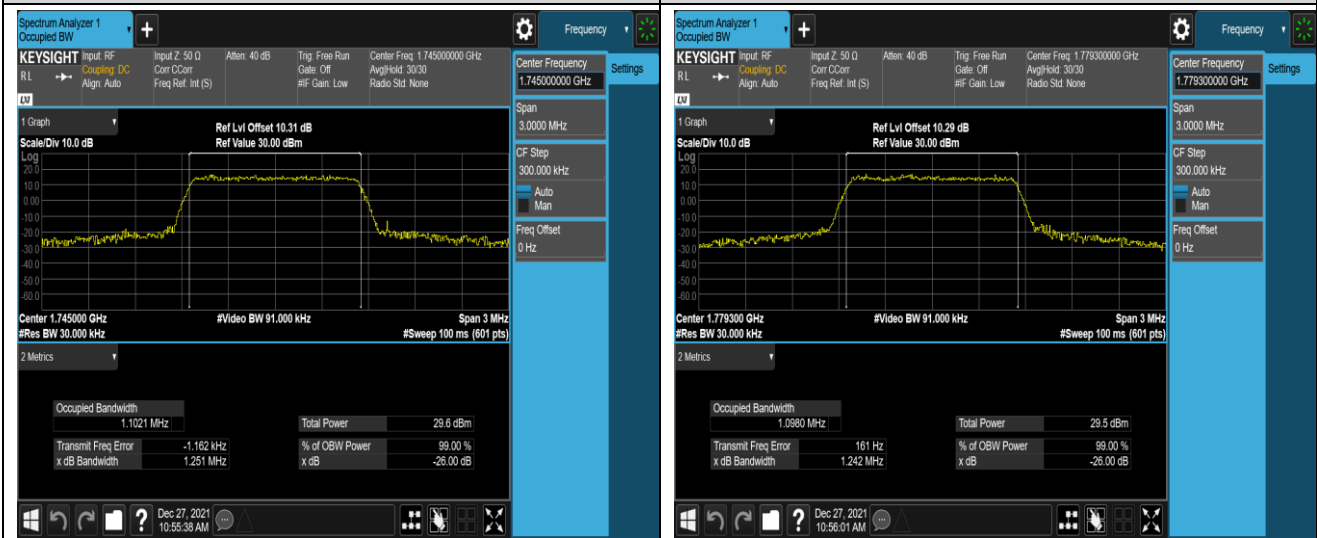 Spectrum Analyzer 1
Occupied BW
+
Frequency
KEYSIGHT
RL
LXI
Input: RF
Coupling: DC
Align: Auto
Input Z: 50 Ω
Corr CCorr
Freq Ref: Int (S)
Atten: 40 dB
Trig: Free Run
Gate: Off
#IF Gain: Low
Center Freq: 1.745000000 GHz
Avg|Hold: 30/30
Radio Std: None
Center Frequency
1.745000000 GHz
Settings
Span
3.0000 MHz
CF Step
300.000 kHz
Auto
Man
Freq Offset
0 Hz
1 Graph
Ref Lvl Offset 10.31 dB
Scale/Div 10.0 dB
Ref Value 30.00 dBm
Log
20.0
10.0
0.00
-10.0
-20.0
-30.0
-40.0
-50.0
-60.0
Center 1.745000 GHz
#Video BW 91.000 kHz
Span 3 MHz
#Res BW 30.000 kHz
#Sweep 100 ms (601 pts)
2 Metrics
Occupied Bandwidth
1.1021 MHz
Total Power 29.6 dBm
Transmit Freq Error -1.162 kHz
% of OBW Power 99.00 %
x dB Bandwidth 1.251 MHz
x dB -26.00 dB
?
Dec 27, 2021
10:55:38 AM
Spectrum Analyzer 1
Occupied BW
+
Frequency
KEYSIGHT
RL
LXI
Input: RF
Coupling: DC
Align: Auto
Input Z: 50 Ω
Corr CCorr
Freq Ref: Int (S)
Atten: 40 dB
Trig: Free Run
Gate: Off
#IF Gain: Low
Center Freq: 1.779300000 GHz
Avg|Hold: 30/30
Radio Std: None
Center Frequency
1.779300000 GHz
Settings
Span
3.0000 MHz
CF Step
300.000 kHz
Auto
Man
Freq Offset
0 Hz
1 Graph
Ref Lvl Offset 10.29 dB
Scale/Div 10.0 dB
Ref Value 30.00 dBm
Log
20.0
10.0
0.00
-10.0
-20.0
-30.0
-40.0
-50.0
-60.0
Center 1.779300 GHz
#Video BW 91.000 kHz
Span 3 MHz
#Res BW 30.000 kHz
#Sweep 100 ms (601 pts)
2 Metrics
Occupied Bandwidth
1.0980 MHz
Total Power 29.5 dBm
Transmit Freq Error 161 Hz
% of OBW Power 99.00 %
x dB Bandwidth 1.242 MHz
x dB -26.00 dB
?
Dec 27, 2021
10:56:01 AM